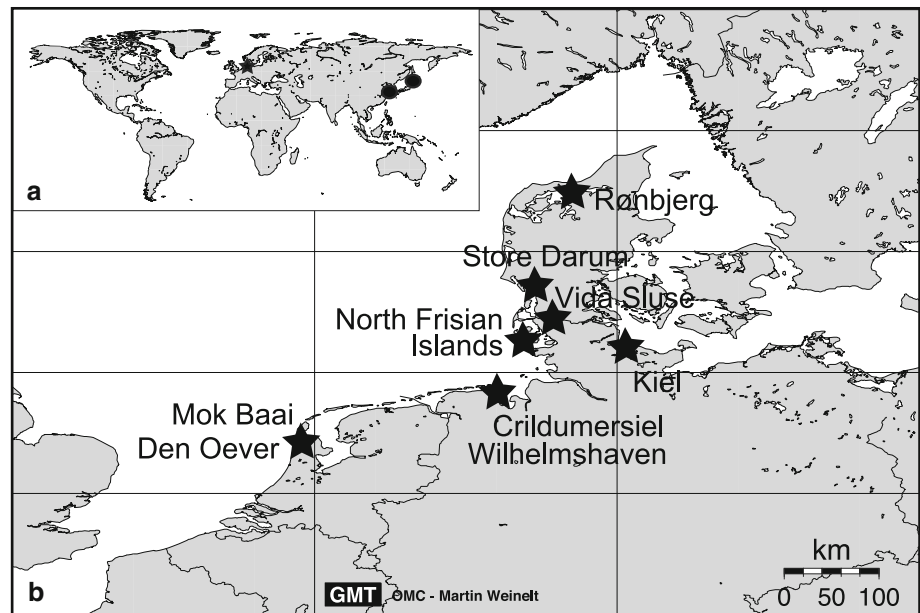 a
Rønbjerg
Store Darum
Vida Sluse
North Frisian
Islands
Kiel
Mok Baai
Den Oever
Crildumersiel
Wilhelmshaven
km
0 50 100
b
GMT OMC - Martin Weinelt